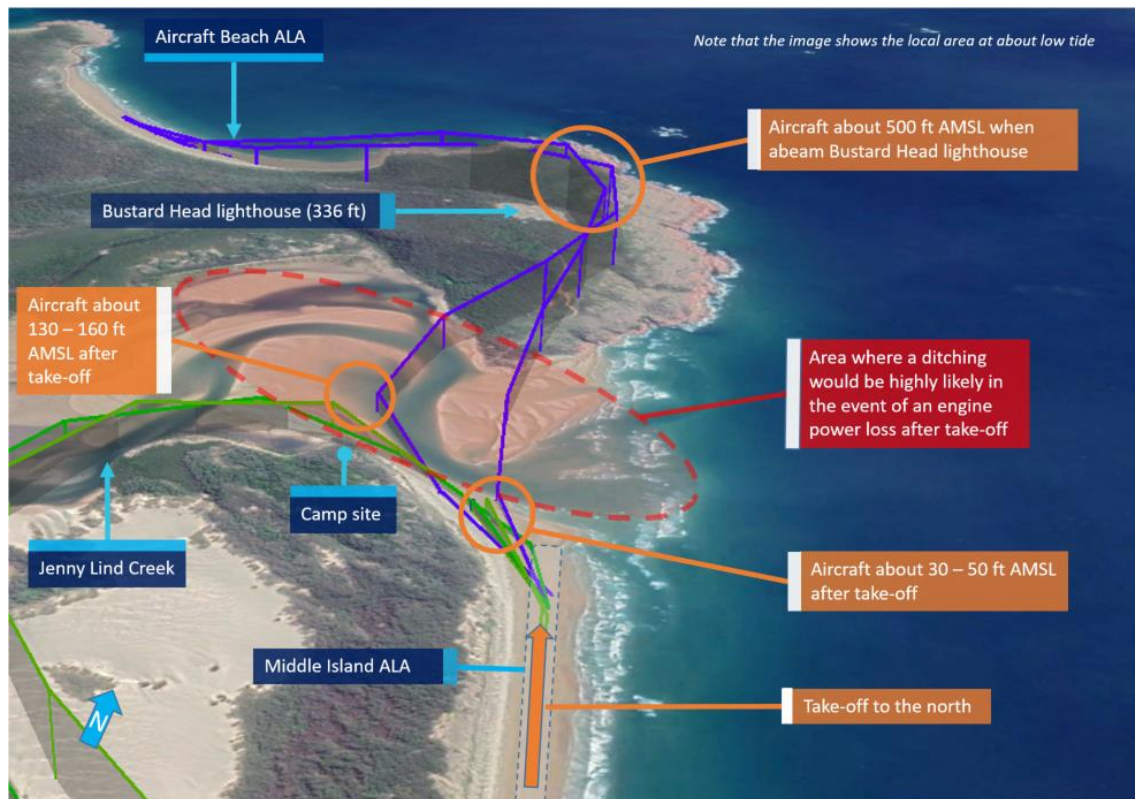 Aircraft Beach ALA
Note that the image shows the local area at about low tide
Aircraft about 500 ft AMSL when
abeam Bustard Head lighthouse
Bustard Head lighthouse (336 ft)
Aircraft about
130 – 160 ft
AMSL after
take-off
Area where a ditching
would be highly likely in
the event of an engine
power loss after take-off
Camp site
Jenny Lind Creek
Aircraft about 30 – 50 ft AMSL
after take-off
Middle Island ALA
Take-off to the north
N